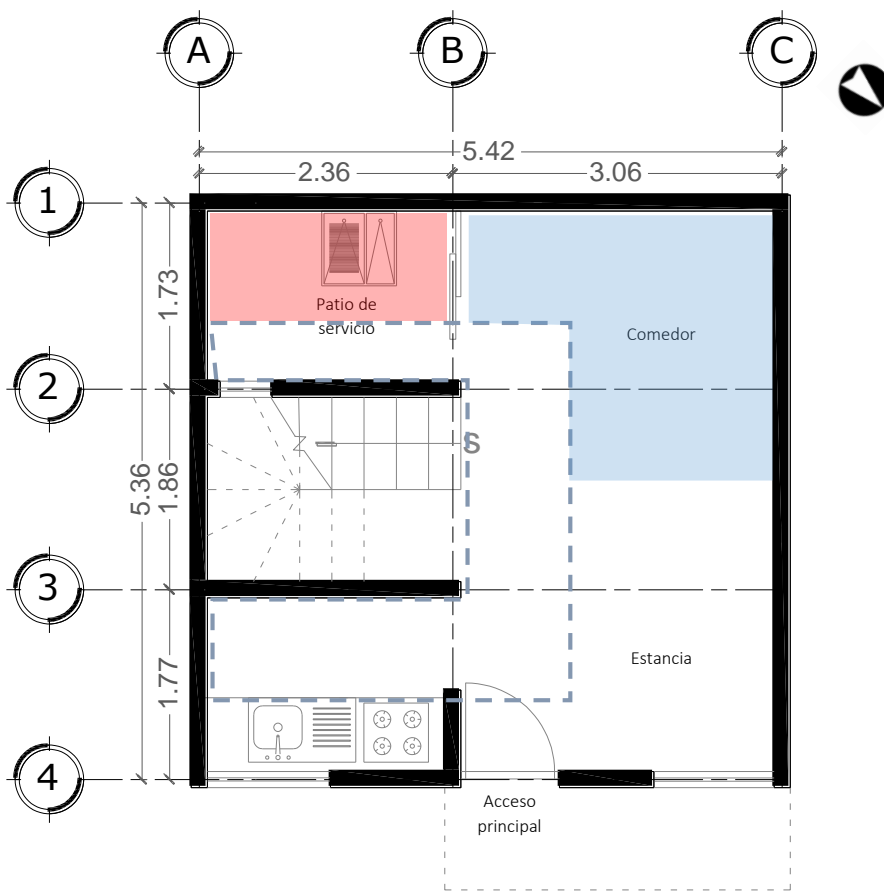 A
B
C
5.42
2.36
3.06
1
1.73
Patio de
servicio
Comedor
2
S
5.36
1.86
3
Estancia
1.77
4
Acceso
principal